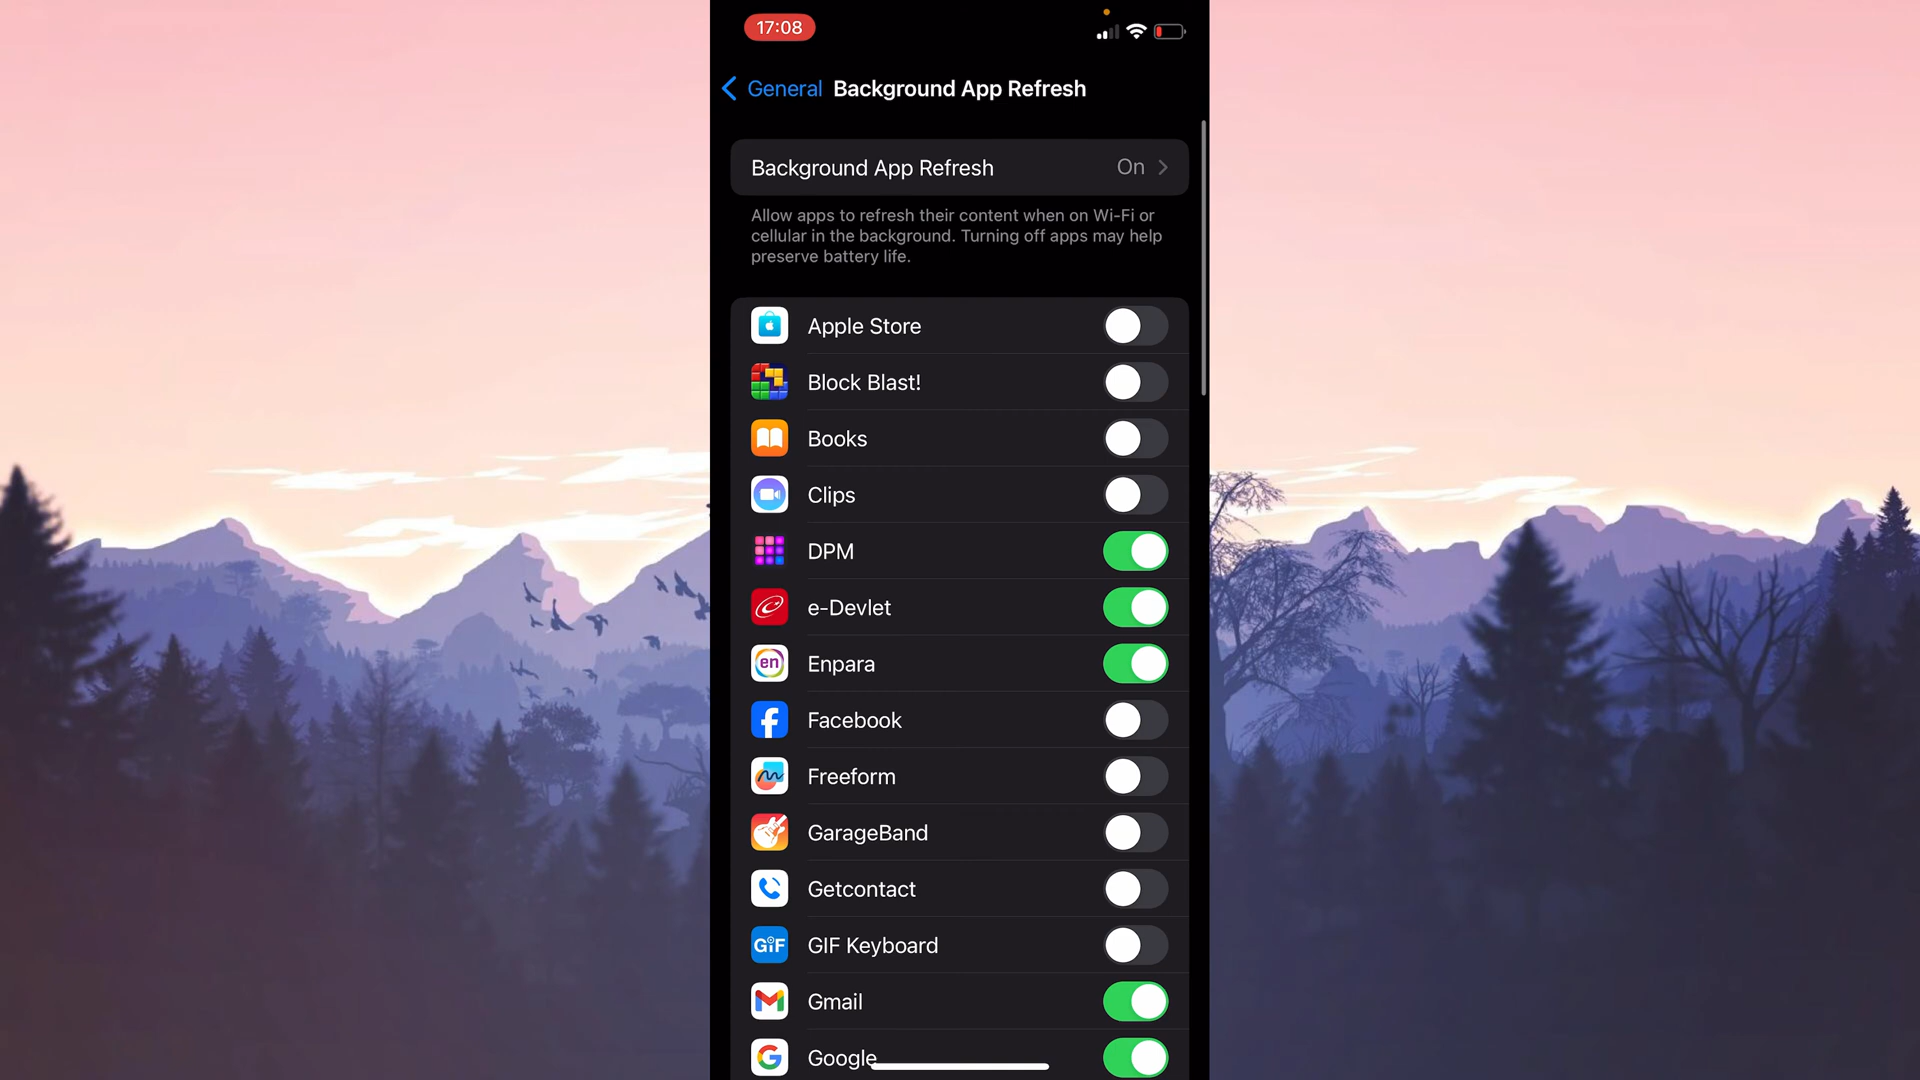 17:08
General Background App Refresh
Background App Refresh On
Allow apps to refresh their content when on Wi-Fi or
cellular in the background. Turning off apps may help
preserve battery life.
Apple Store
Block Blast!
Books
Clips
DPM
e-Devlet
en Enpara
Facebook
Freeform
GarageBand
Getcontact
GIF GIF Keyboard
Gmail
Google